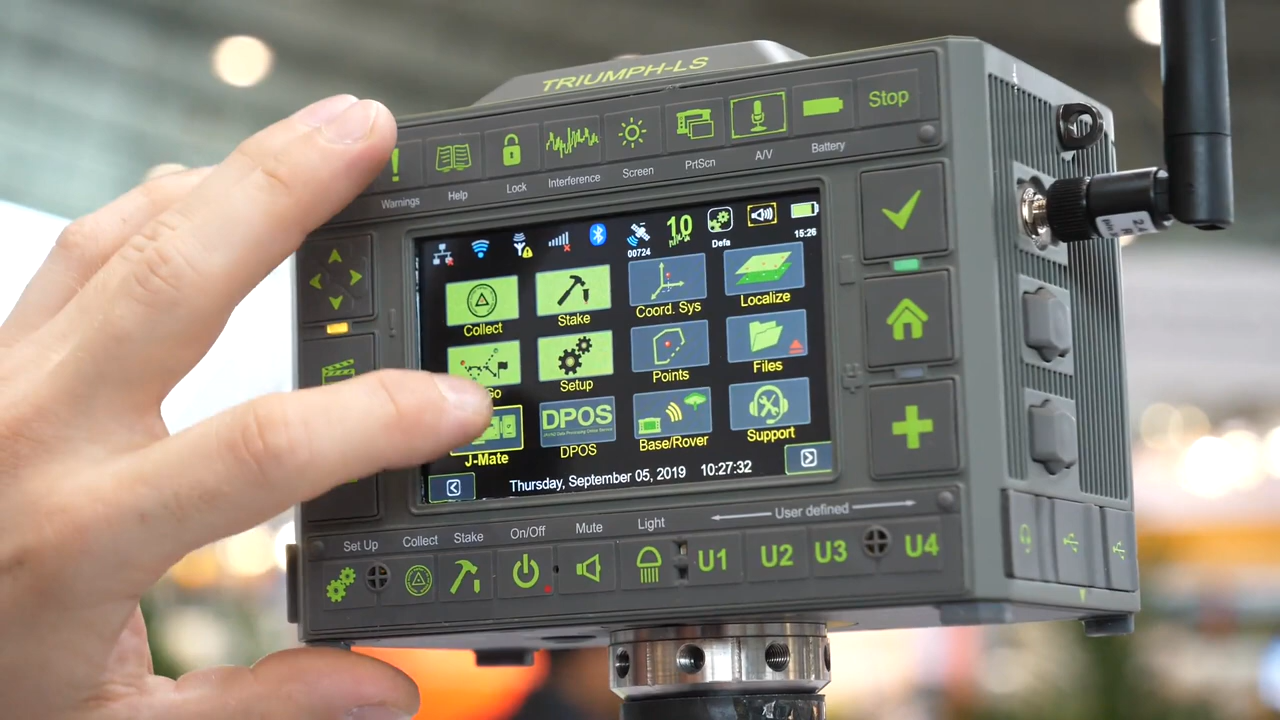 TRIUMPH-LS
Stop
Warnings
Help
Lock
Interference
Screen
PrtScn
A/V
Battery
00724
10
Defa
15:26
Collect
Stake
Coord. Sys
Localize
Go
Setup
Points
Files
J-Mate
DPOS
DPOS
Base/Rover
Support
Thursday, September 05, 2019 10:27:32
Set Up
Collect
Stake
On/Off
Mute
Light
User defined
U1
U2
U3
U4